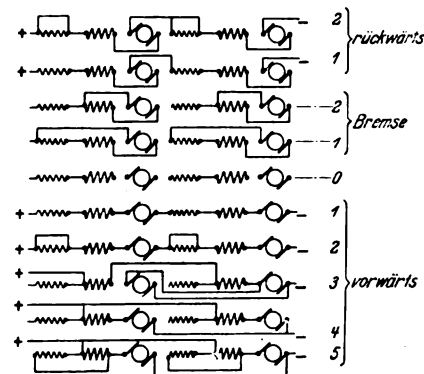 + – 2
rückwärts
+ – 1
– 2
Bremse
– 1
0
+ – 1
+ – 2
+ – 3
vorwärts
+ – 4
+ – 5